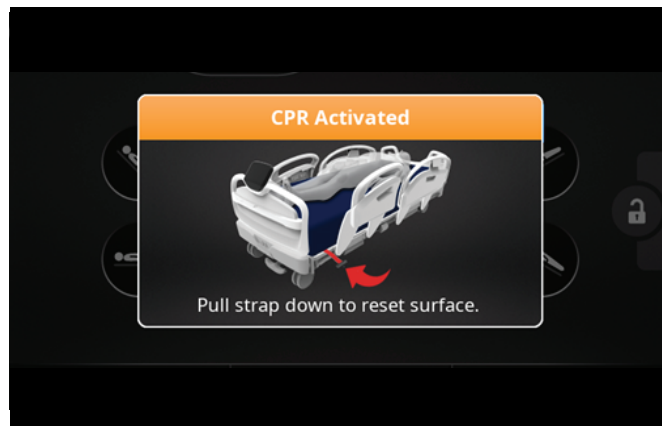 CPR Activated
Pull strap down to reset surface.